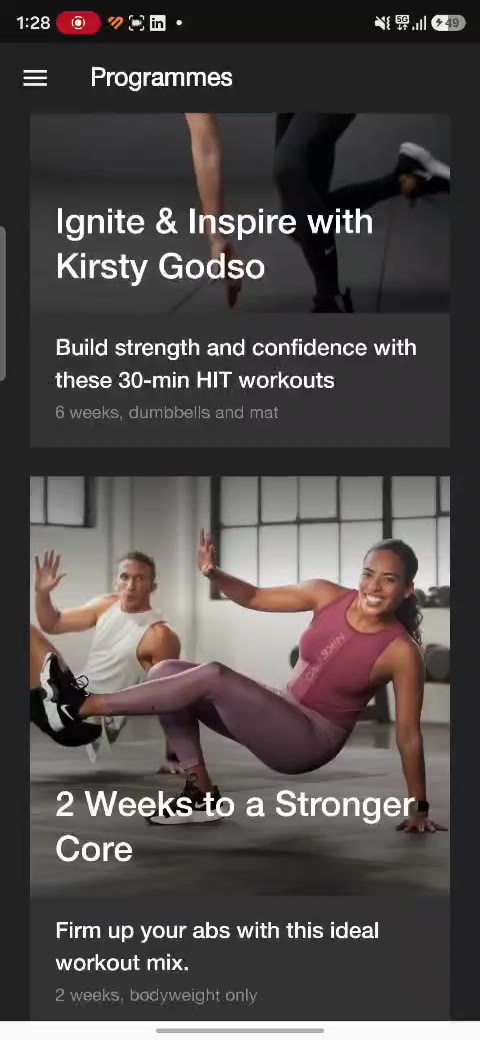 1:28
5G
49
Programmes
Ignite & Inspire with
Kirsty Godso
Build strength and confidence with
these 30-min HIT workouts
6 weeks, dumbbells and mat
2 Weeks to a Stronger
Core
Firm up your abs with this ideal
workout mix.
2 weeks, bodyweight only